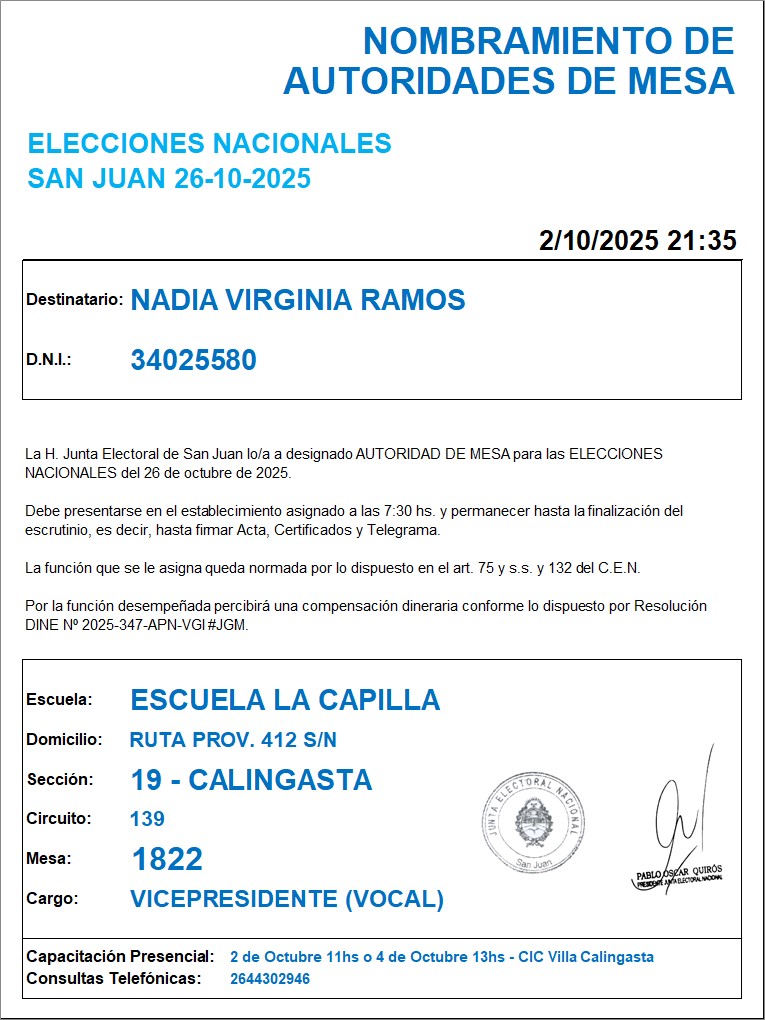 NOMBRAMIENTO DE
AUTORIDADES DE MESA
ELECCIONES NACIONALES
SAN JUAN 26-10-2025
2/10/2025 21:35
Destinatario: NADIA VIRGINIA RAMOS
D.N.I.: 34025580
La H. Junta Electoral de San Juan lo/a a designado AUTORIDAD DE MESA para las ELECCIONES
NACIONALES del 26 de octubre de 2025.
Debe presentarse en el establecimiento asignado a las 7:30 hs. y permanecer hasta la finalización del
escrutinio, es decir, hasta firmar Acta, Certificados y Telegrama.
La función que se le asigna queda normada por lo dispuesto en el art. 75 y s.s. y 132 del C.E.N.
Por la función desempeñada percibirá una compensación dineraria conforme lo dispuesto por Resolución
DINE Nº 2025-347-APN-VGI#JGM.
Escuela: ESCUELA LA CAPILLA
Domicilio: RUTA PROV. 412 S/N
Sección: 19 - CALINGASTA
Circuito: 139
Mesa: 1822
Cargo: VICEPRESIDENTE (VOCAL)
JUNTA ELECTORAL NACIONAL
San Juan
PABLO OSCAR QUIRÓS
PRESIDENTE JUNTA ELECTORAL NACIONAL
Capacitación Presencial: 2 de Octubre 11hs o 4 de Octubre 13hs - CIC Villa Calingasta
Consultas Telefónicas: 2644302946